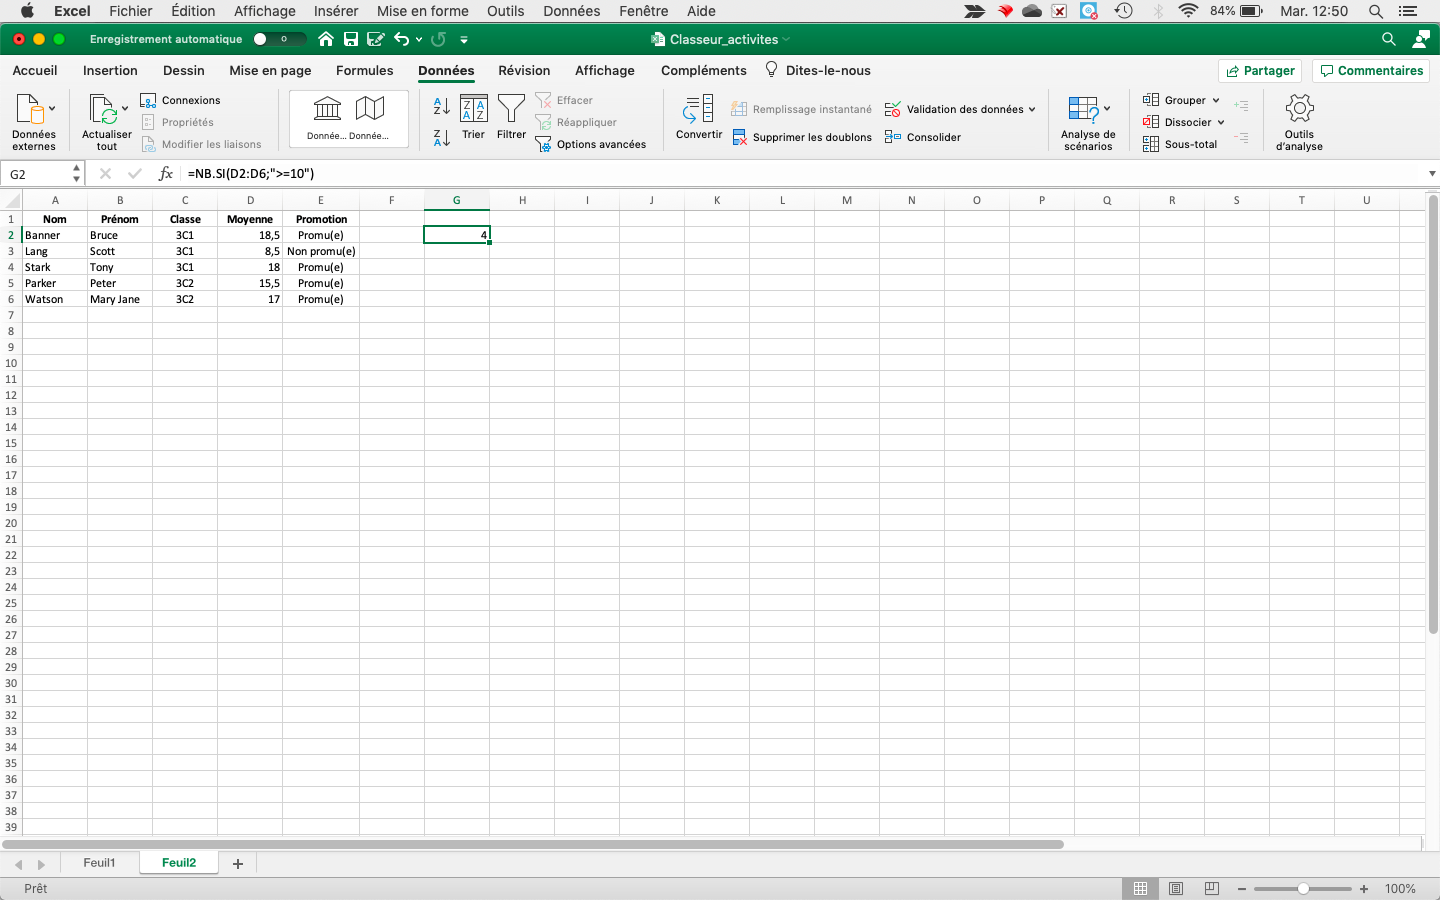 Excel Fichier Édition Affichage Insérer Mise en forme Outils Données Fenêtre Aide 84% Mar. 12:50
Enregistrement automatique Classeur_activites
Accueil Insertion Dessin Mise en page Formules Données Révision Affichage Compléments Dites-le-nous Partager Commentaires
Données externes
Actualiser tout
Connexions
Propriétés
Modifier les liaisons
Donnée... Donnée...
Trier
Filtrer
Effacer
Réappliquer
Options avancées
Convertir
Remplissage instantané
Supprimer les doublons
Validation des données
Consolider
Analyse de scénarios
Grouper
Dissocier
Sous-total
Outils d'analyse
G2 fx =NB.SI(D2:D6;">=10")
A B C D E F G H I J K L M N O P Q R S T U
1 Nom Prénom Classe Moyenne Promotion
2 Banner Bruce 3C1 18,5 Promu(e) 4
3 Lang Scott 3C1 8,5 Non promu(e)
4 Stark Tony 3C1 18 Promu(e)
5 Parker Peter 3C2 15,5 Promu(e)
6 Watson Mary Jane 3C2 17 Promu(e)
7
8
9
10
11
12
13
14
15
16
17
18
19
20
21
22
23
24
25
26
27
28
29
30
31
32
33
34
35
36
37
38
39
Feuil1 Feuil2 +
Prêt 100%